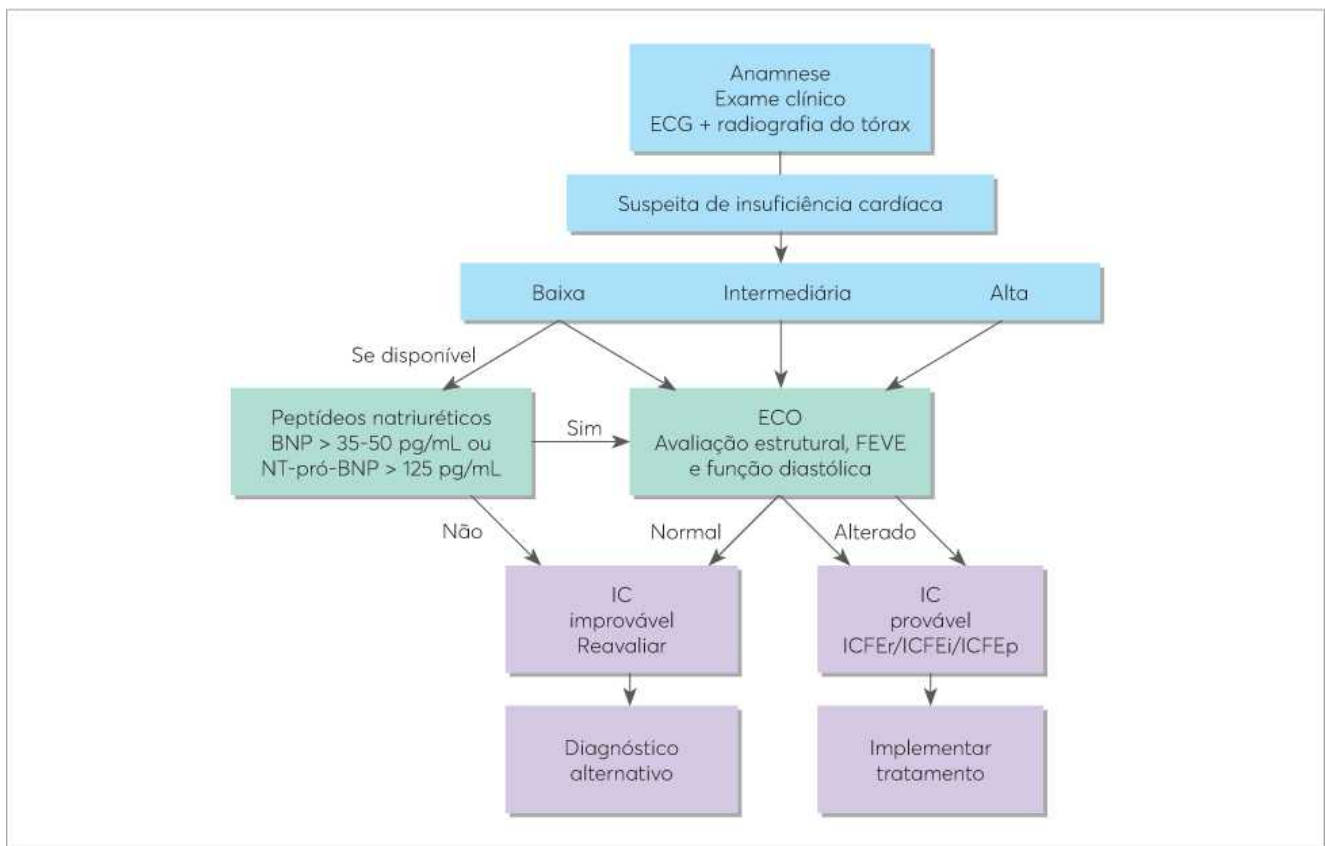 Anamnese
Exame clínico
ECG + radiografia do tórax
Suspeita de insuficiência cardíaca
Baixa
Intermediária
Alta
Se disponível
Peptídeos natriuréticos
BNP > 35-50 pg/mL ou
NT-pró-BNP > 125 pg/mL
Sim
ECO
Avaliação estrutural, FEVE
e função diastólica
Não
Normal
Alterado
IC
improvável
Reavaliar
IC
provável
ICFEr/ICFEi/ICFEp
Diagnóstico
alternativo
Implementar
tratamento